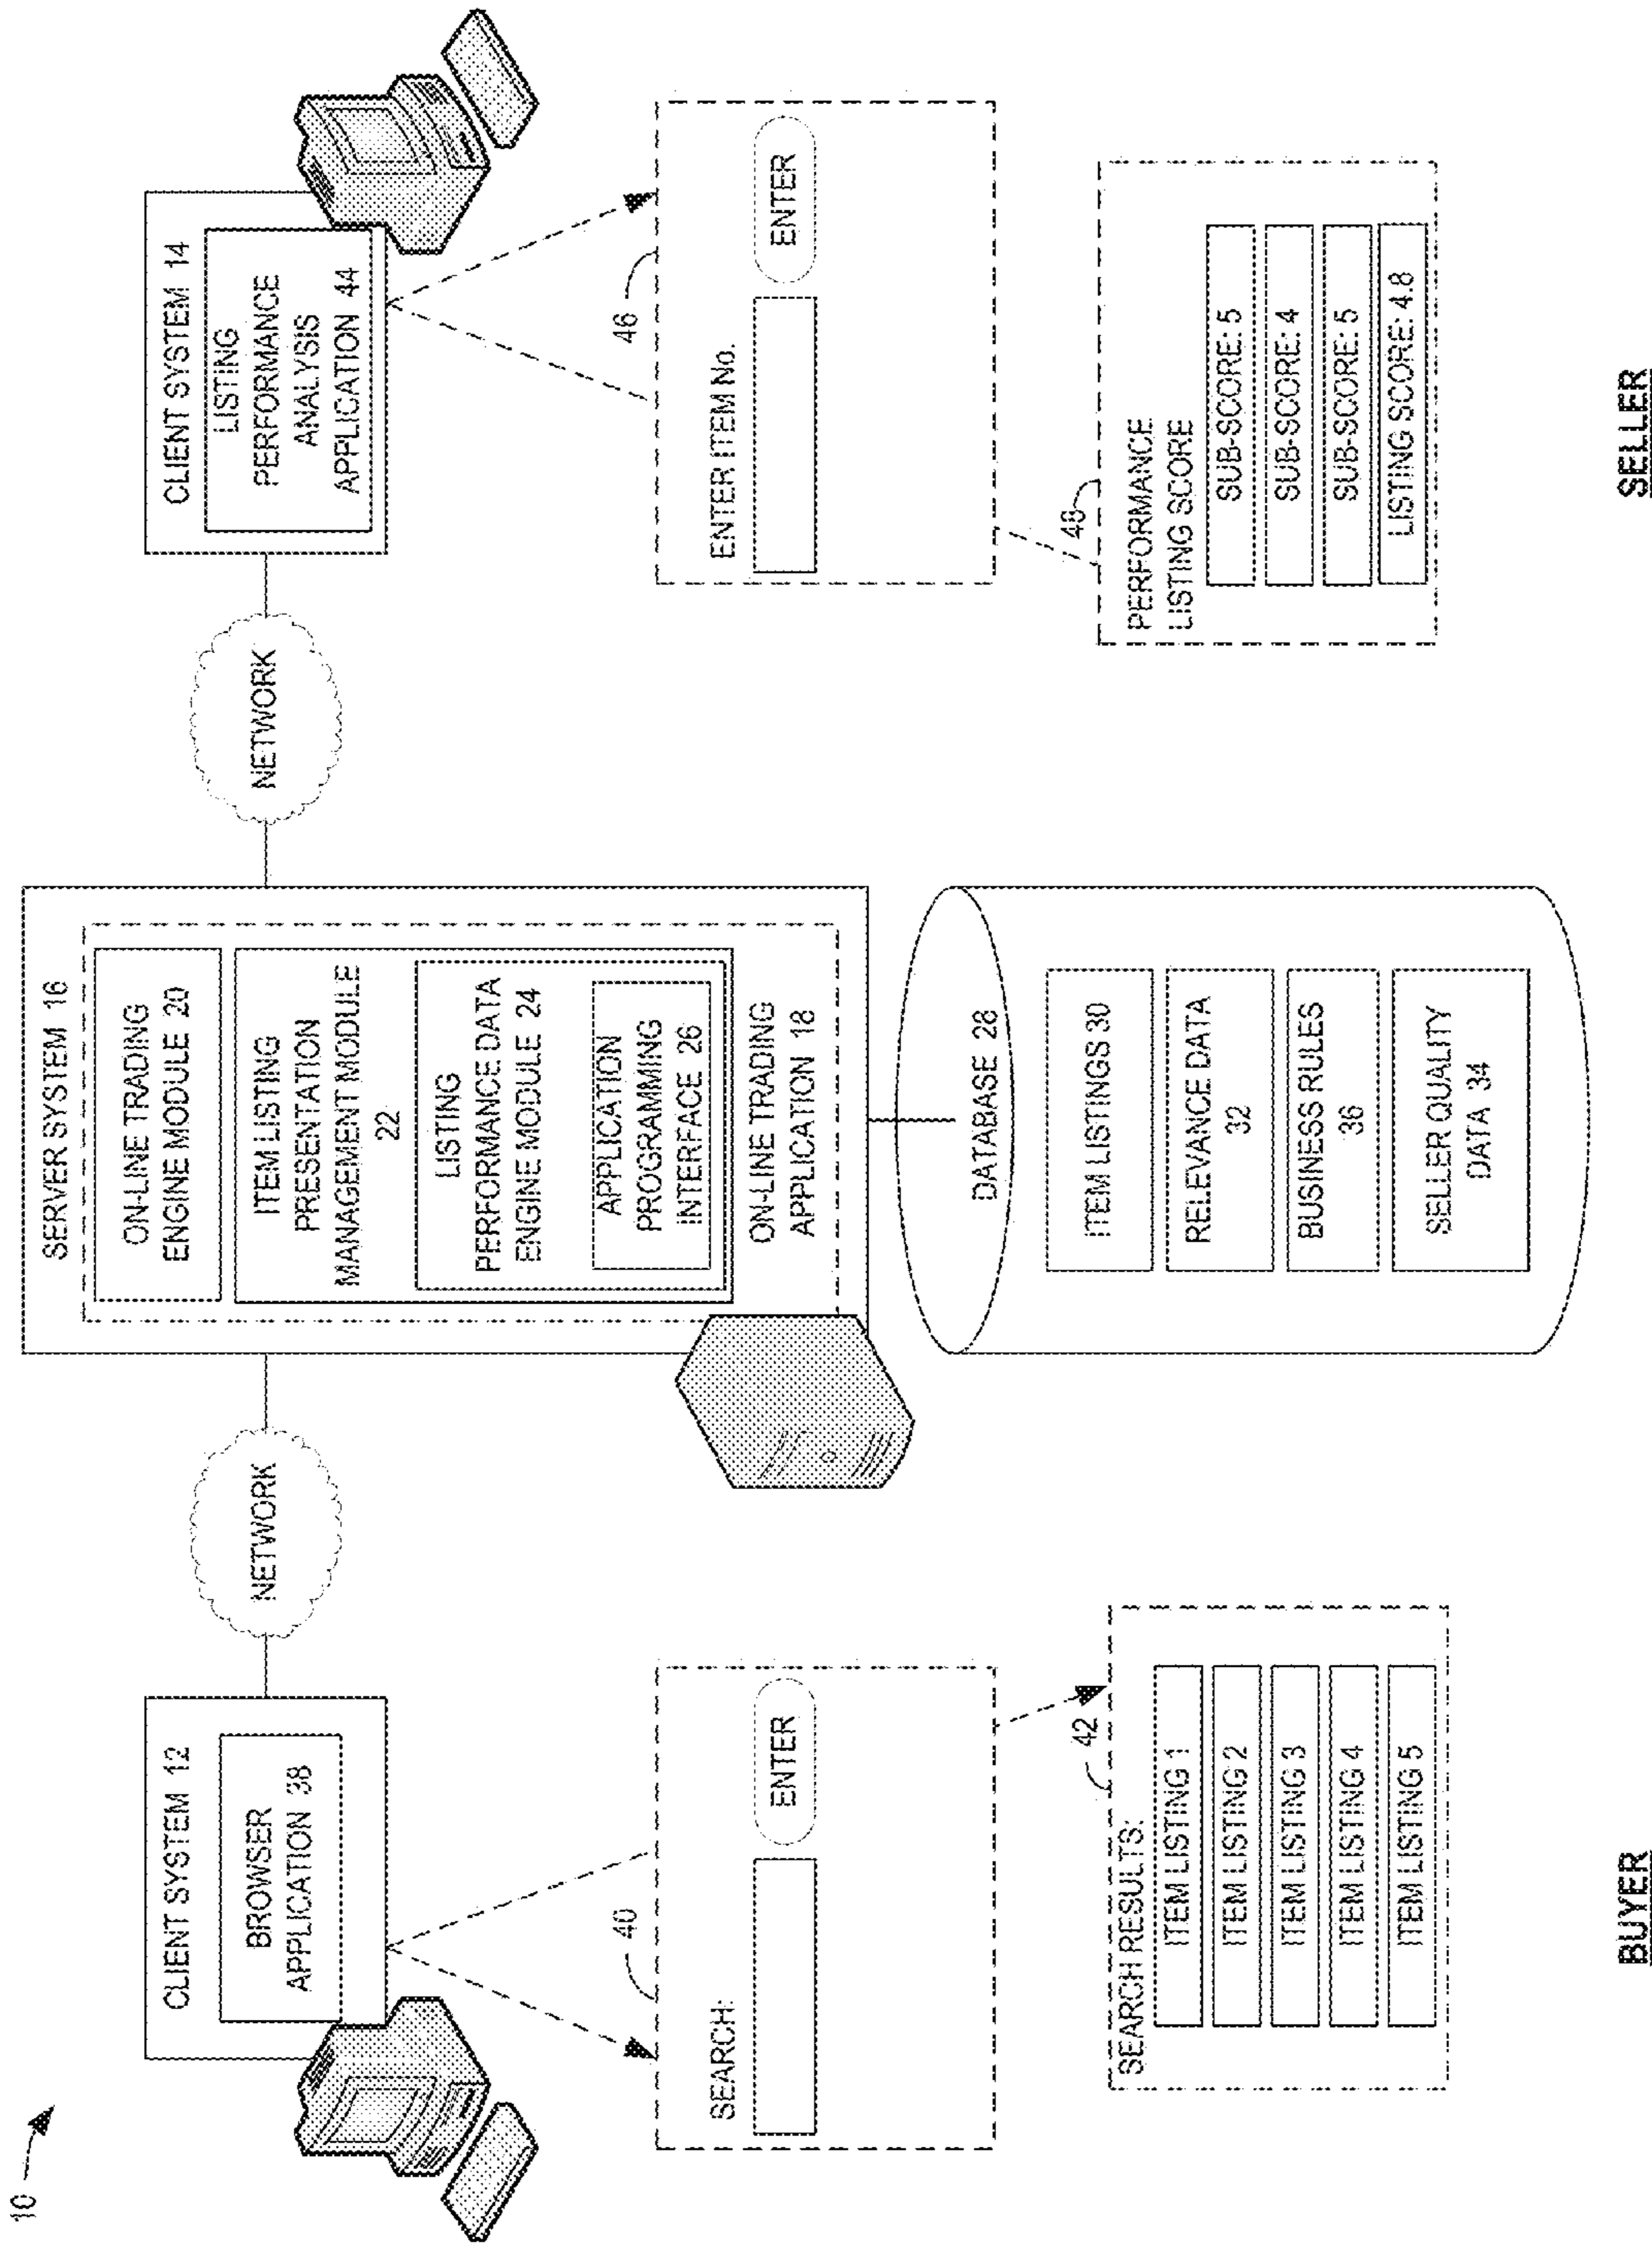 10
CLIENT SYSTEM 12
BROWSER
APPLICATION 38
NETWORK
SERVER SYSTEM 16
ON-LINE TRADING
ENGINE MODULE 20
ITEM LISTING
PRESENTATION
MANAGEMENT MODULE
22
LISTING
PERFORMANCE DATA
ENGINE MODULE 24
APPLICATION
PROGRAMMING
INTERFACE 26
ON-LINE TRADING
APPLICATION 18
NETWORK
CLIENT SYSTEM 14
LISTING
PERFORMANCE
ANALYSIS
APPLICATION 44
40
SEARCH:
ENTER
42
SEARCH RESULTS:
ITEM LISTING 1
ITEM LISTING 2
ITEM LISTING 3
ITEM LISTING 4
ITEM LISTING 5
DATABASE 28
ITEM LISTINGS 30
RELEVANCE DATA
32
BUSINESS RULES
36
SELLER QUALITY
DATA 34
46
ENTER ITEM No.
ENTER
48
PERFORMANCE
LISTING SCORE
SUB-SCORE: 5
SUB-SCORE: 4
SUB-SCORE: 5
LISTING SCORE: 4.8
BUYER
SELLER